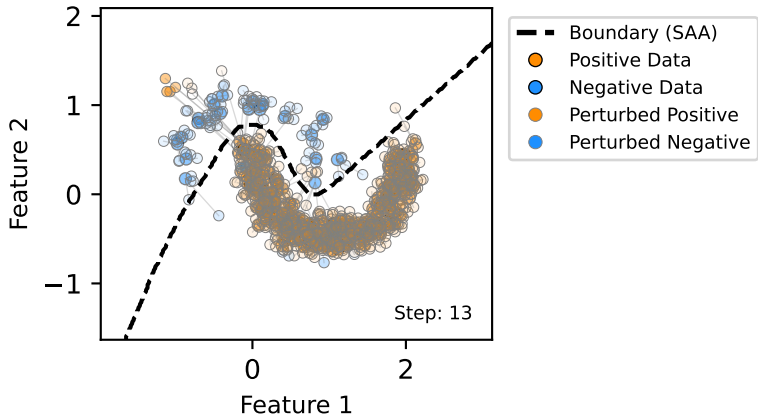 2
1
0
−1
Feature 2
0
2
Feature 1
Step: 13
Boundary (SAA)
Positive Data
Negative Data
Perturbed Positive
Perturbed Negative